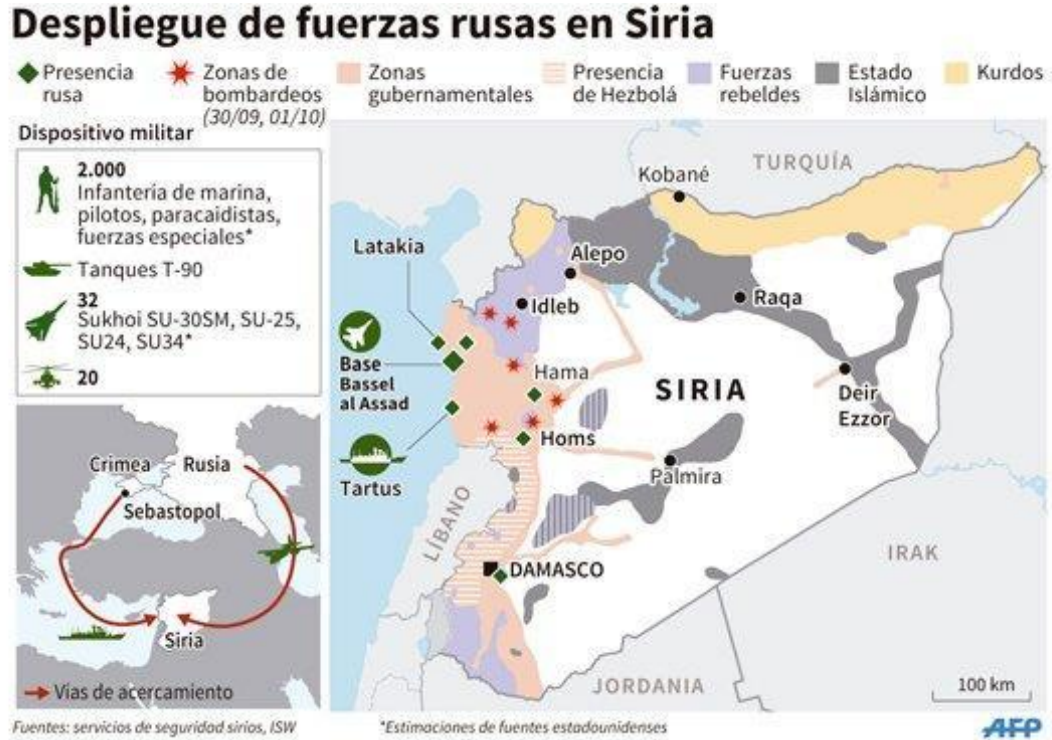 Despliegue de fuerzas rusas en Siria
Presencia
rusa
Zonas de
bombardeos
(30/09, 01/10)
Zonas
gubernamentales
Presencia
de Hezbolá
Fuerzas
rebeldes
Estado
Islámico
Kurdos
Dispositivo militar
2.000
Infantería de marina,
pilotos, paracaidistas,
fuerzas especiales*
Tanques T-90
32
Sukhoi SU-30SM, SU-25,
SU24, SU34*
20
TURQUÍA
Kobané
Latakia
Alepo
Idleb
Raqa
Base
Bassel
al Assad
Hama
SIRIA
Deir
Ezzor
Homs
Tartus
Palmira
LÍBANO
IRAK
DAMASCO
JORDANIA
100 km
Crimea
Rusia
Sebastopol
Siria
Vías de acercamiento
Fuentes: servicios de seguridad sirios, ISW
*Estimaciones de fuentes estadounidenses
AFP